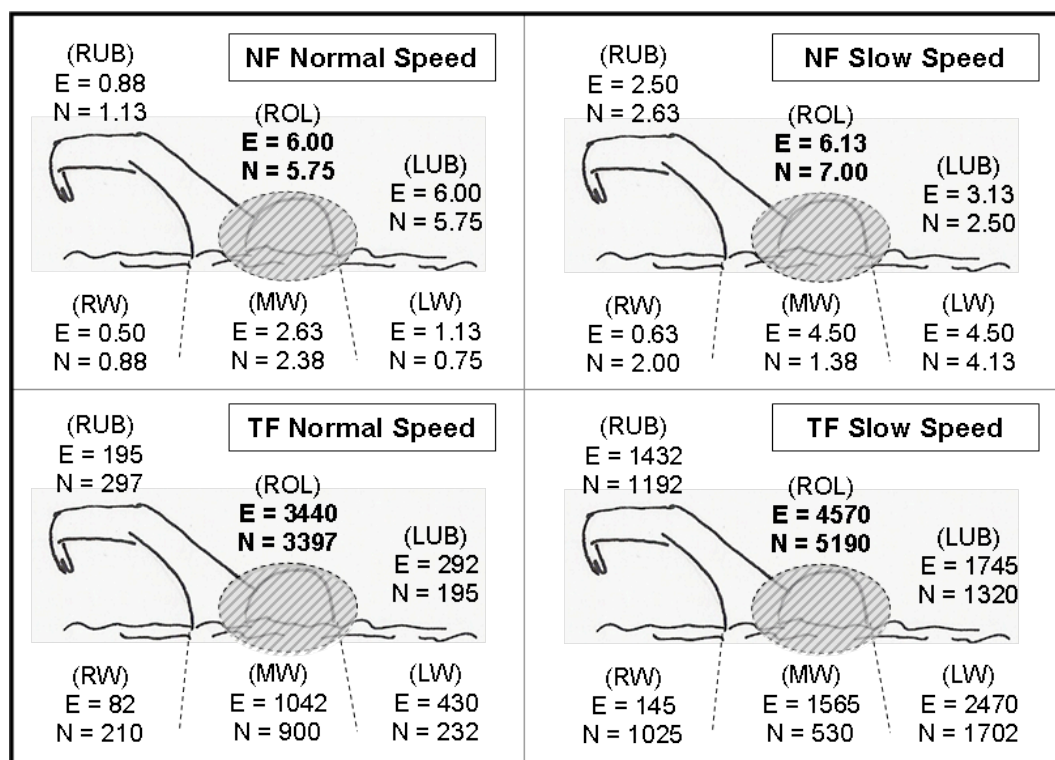 NF Normal Speed
(RUB)
E = 0.88
N = 1.13
(ROL)
E = 6.00
N = 5.75
(LUB)
E = 6.00
N = 5.75
(RW)
E = 0.50
N = 0.88
(MW)
E = 2.63
N = 2.38
(LW)
E = 1.13
N = 0.75
NF Slow Speed
(RUB)
E = 2.50
N = 2.63
(ROL)
E = 6.13
N = 7.00
(LUB)
E = 3.13
N = 2.50
(RW)
E = 0.63
N = 2.00
(MW)
E = 4.50
N = 1.38
(LW)
E = 4.50
N = 4.13
TF Normal Speed
(RUB)
E = 195
N = 297
(ROL)
E = 3440
N = 3397
(LUB)
E = 292
N = 195
(RW)
E = 82
N = 210
(MW)
E = 1042
N = 900
(LW)
E = 430
N = 232
TF Slow Speed
(RUB)
E = 1432
N = 1192
(ROL)
E = 4570
N = 5190
(LUB)
E = 1745
N = 1320
(RW)
E = 145
N = 1025
(MW)
E = 1565
N = 530
(LW)
E = 2470
N = 1702